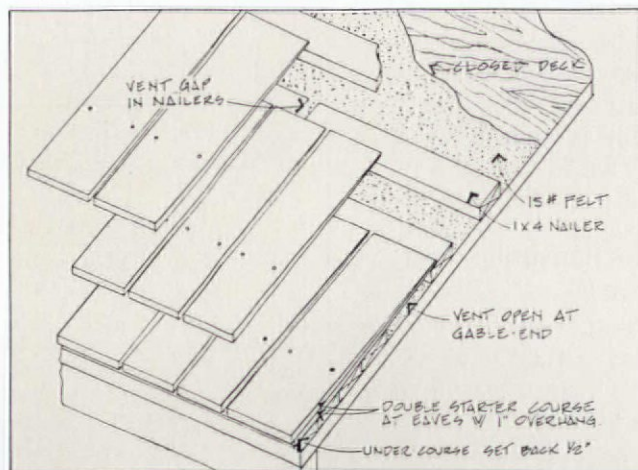 CLOSED DECK
VENT GAP
IN NAILERS
15# FELT
1X4 NAILER
VENT OPEN AT
GABLE-END
DOUBLE STARTER COURSE
AT EAVES W/ 1" OVERHANG.
UNDER COURSE SET BACK 1/2"